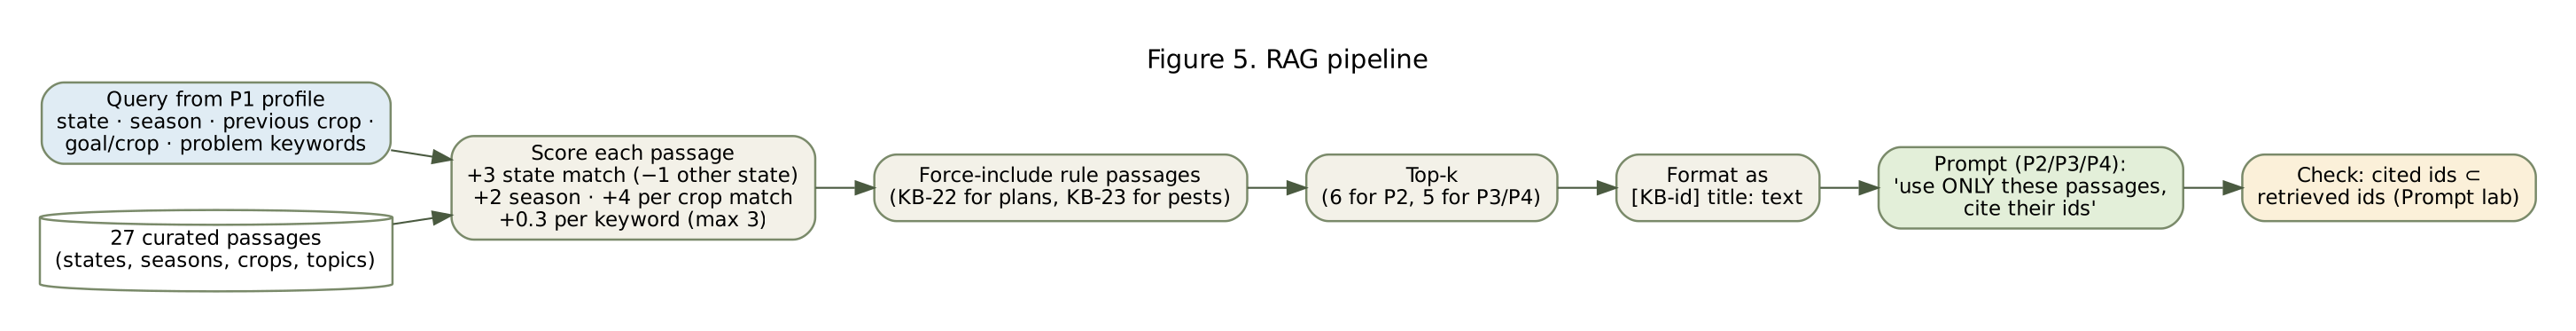 Figure 5. RAG pipeline
Query from P1 profile
state · season · previous crop ·
goal/crop · problem keywords
27 curated passages
(states, seasons, crops, topics)
Score each passage
+3 state match (−1 other state)
+2 season · +4 per crop match
+0.3 per keyword (max 3)
Force-include rule passages
(KB-22 for plans, KB-23 for pests)
Top-k
(6 for P2, 5 for P3/P4)
Format as
[KB-id] title: text
Prompt (P2/P3/P4):
'use ONLY these passages,
cite their ids'
Check: cited ids ⊂
retrieved ids (Prompt lab)